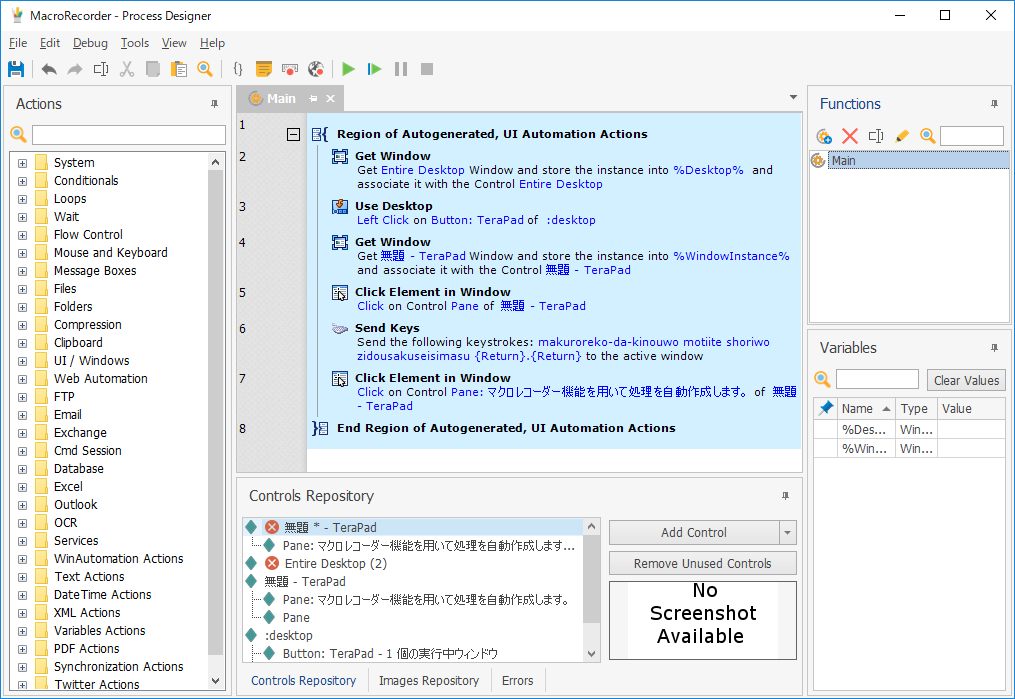 MacroRecorder - Process Designer
File Edit Debug Tools View Help
Actions
System
Conditionals
Loops
Wait
Flow Control
Mouse and Keyboard
Message Boxes
Files
Folders
Compression
Clipboard
UI / Windows
Web Automation
FTP
Email
Exchange
Cmd Session
Database
Excel
Outlook
OCR
Services
WinAutomation Actions
Text Actions
DateTime Actions
XML Actions
Variables Actions
PDF Actions
Synchronization Actions
Twitter Actions
Main
1 Region of Autogenerated, UI Automation Actions
2 Get Window
Get Entire Desktop Window and store the instance into %Desktop% and
associate it with the Control Entire Desktop
3 Use Desktop
Left Click on Button: TeraPad of :desktop
4 Get Window
Get 無題 - TeraPad Window and store the instance into %WindowInstance%
and associate it with the Control 無題 - TeraPad
5 Click Element in Window
Click on Control Pane of 無題 - TeraPad
6 Send Keys
Send the following keystrokes: makuroreko-da-kinouwo motiite shoriwo
zidousakuseisimasu {Return}.{Return} to the active window
7 Click Element in Window
Click on Control Pane: マクロレコーダー機能を用いて処理を自動作成します。 of 無題
- TeraPad
8 End Region of Autogenerated, UI Automation Actions
Controls Repository
無題 * - TeraPad
Pane: マクロレコーダー機能を用いて処理を自動作成します...
Entire Desktop (2)
無題 - TeraPad
Pane: マクロレコーダー機能を用いて処理を自動作成します。
Pane
:desktop
Button: TeraPad - 1 個の実行中ウィンドウ
Add Control
Remove Unused Controls
No
Screenshot
Available
Controls Repository Images Repository Errors
Functions
Main
Variables
Clear Values
Name Type Value
%Des... Win...
%Win... Win...